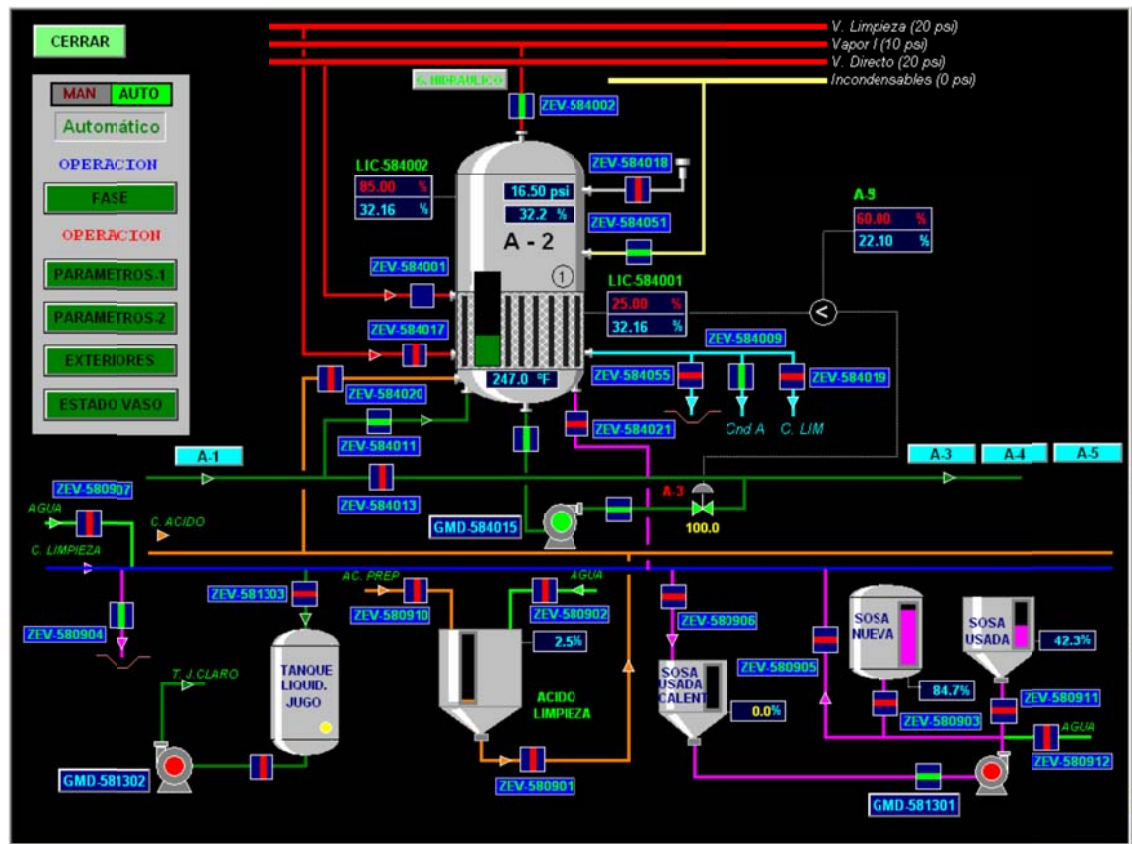 CERRAR
V. Limpieza (20 psi)
Vapor I (10 psi)
V. Directo (20 psi)
Incondensables (0 psi)
MAN AUTO
Automático
OPERACION
FASE
OPERACION
PARAMETROS-1
PARAMETROS-2
EXTERIORES
ESTADO VASO
S. HIDRAULICO
ZEV-584002
LIC-584002
85.00 %
32.16 %
16.50 psi
32.2 %
A - 2
1
ZEV-584018
ZEV-584051
A-9
60.00 %
22.10 %
ZEV-584001
LIC-584001
25.00 %
32.16 %
<
ZEV-584017
ZEV-584009
247.0 ºF
ZEV-584055
ZEV-584019
ZEV-584020
ZEV-584021
Cnd A
C. LIM
ZEV-584011
A-1
A-3
A-4
A-5
ZEV-584013
A-3
100.0
GMD-584015
ZEV-580907
AGUA
C. ACIDO
C. LIMPIEZA
ZEV-580904
ZEV-581303
AC. PREP
ZEV-580910
AGUA
ZEV-580902
2.5%
ZEV-580906
SOSA NUEVA
84.7%
SOSA USADA
42.3%
T. J.CLARO
TANQUE
LIQUID.
JUGO
ACIDO
LIMPIEZA
SOSA
USADA
CALENT
0.0%
ZEV-580905
ZEV-580903
ZEV-580911
AGUA
ZEV-580912
GMD-581302
ZEV-580901
GMD-581301